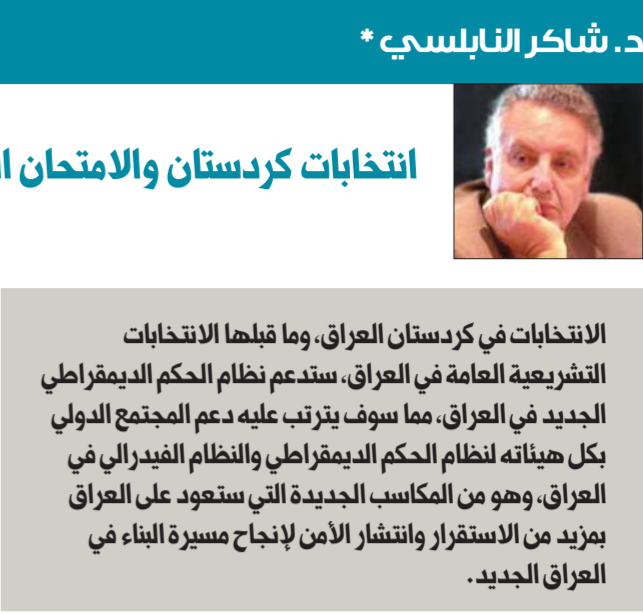 د. شاكر النابلسي *
انتخابات كردستان والامتحان
الانتخابات في كردستان العراق، وما قبلها الانتخابات
التشريعية العامة في العراق، ستدعم نظام الحكم الديمقراطي
الجديد في العراق، مما سوف يترتب عليه دعم المجتمع الدولي
بكل هيئاته لنظام الحكم الديمقراطي والنظام الفيدرالي في
العراق، وهو من المكاسب الجديدة التي ستعود على العراق
بمزيد من الاستقرار وانتشار الأمن لإنجاح مسيرة البناء في
العراق الجديد.